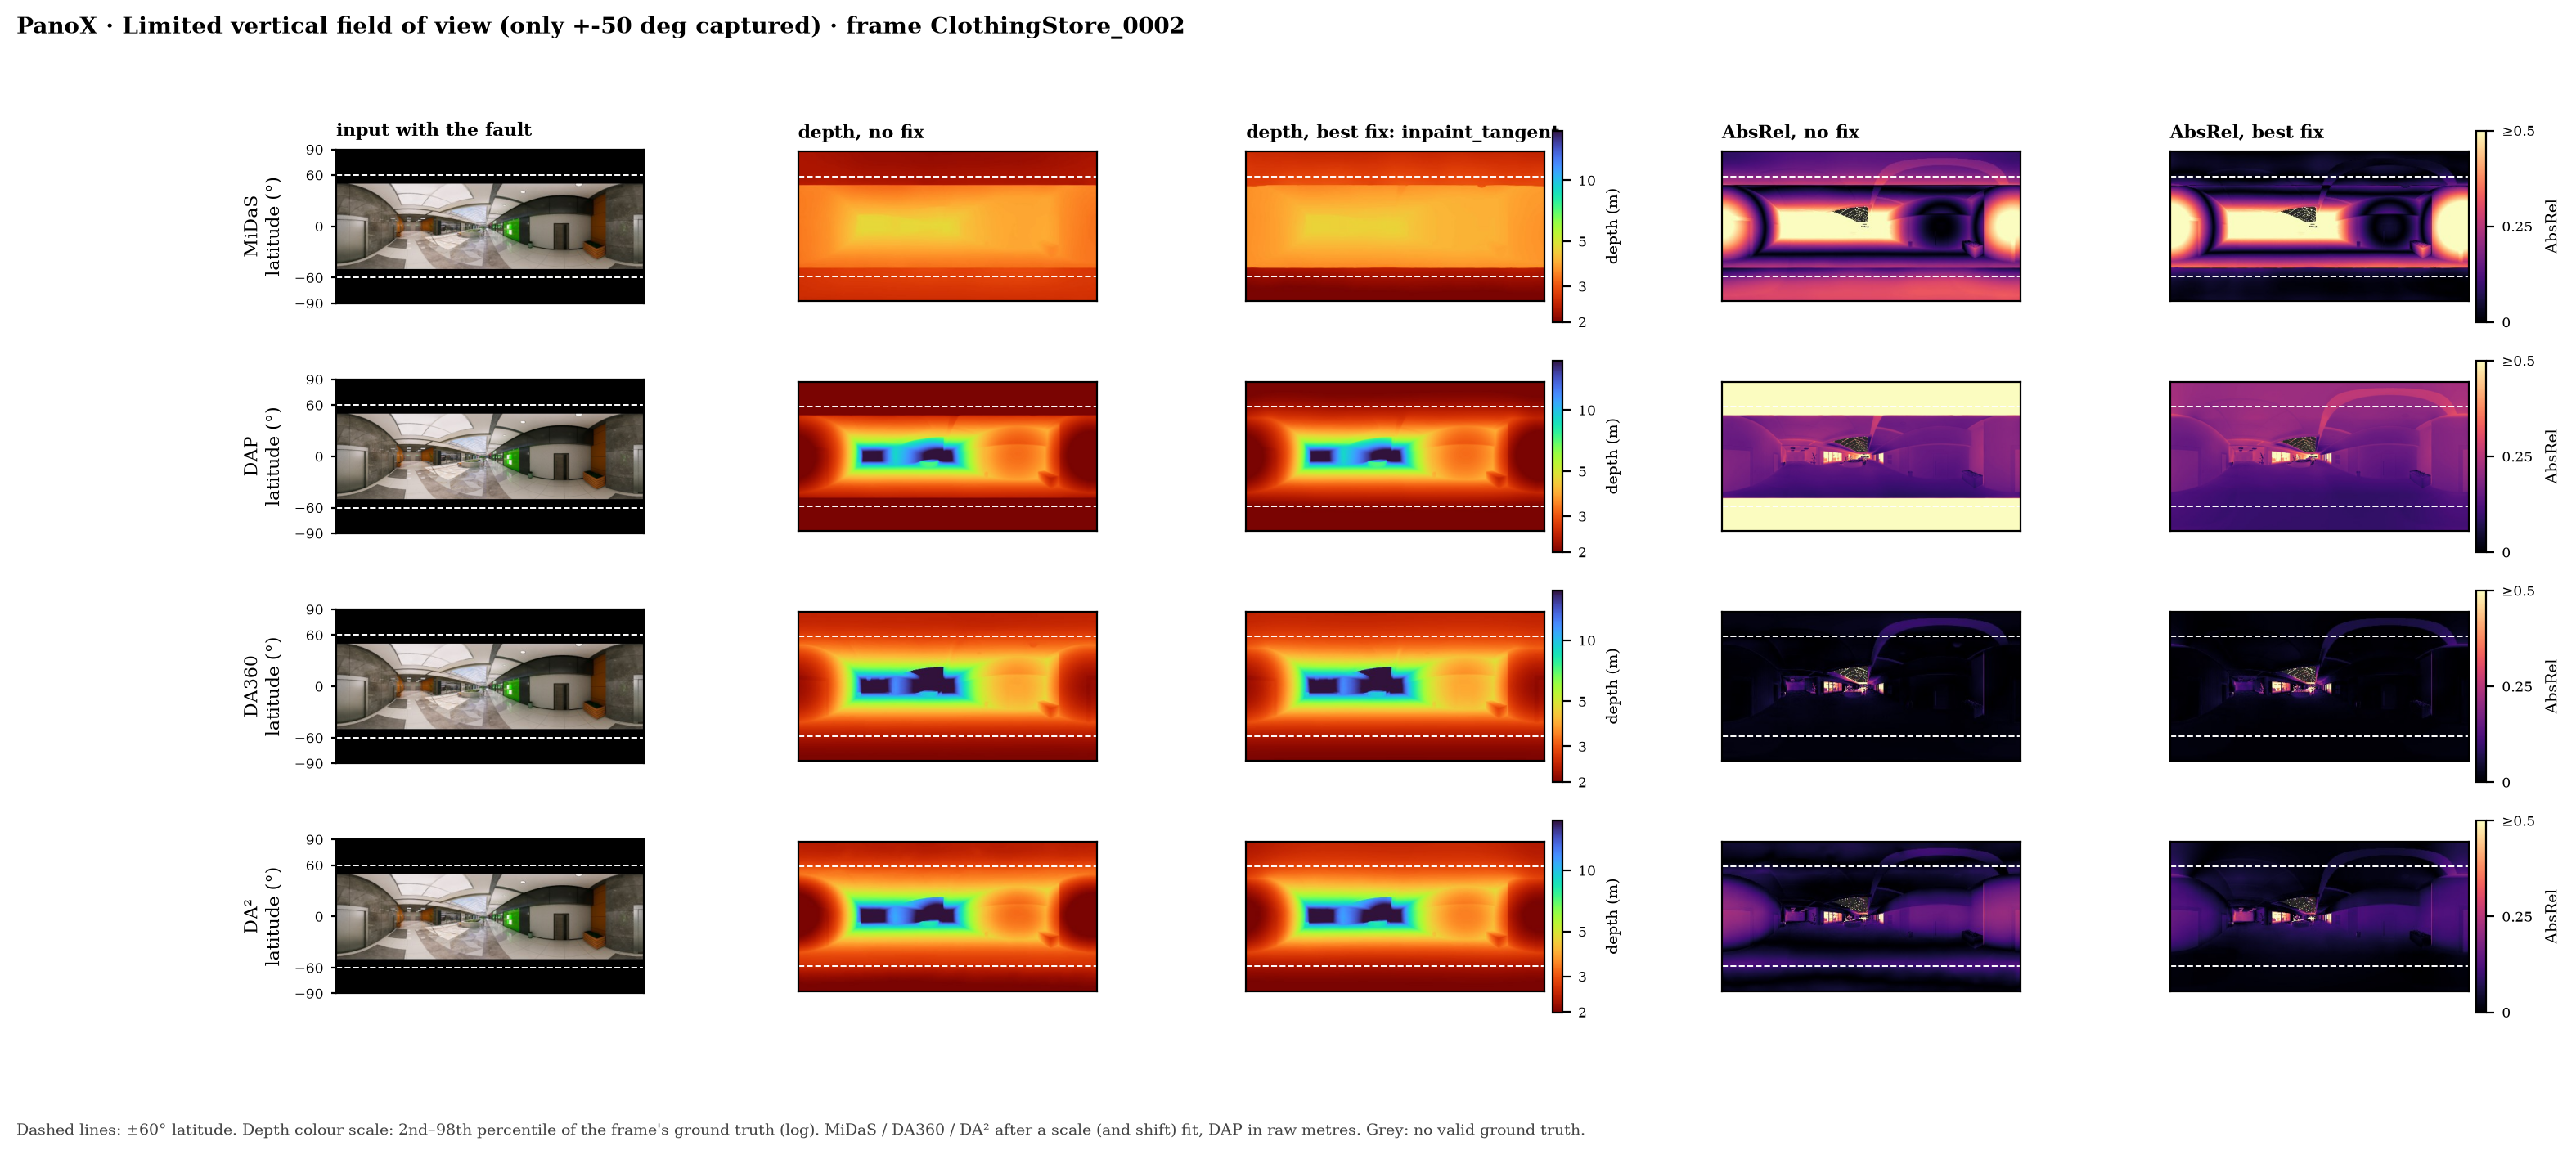 PanoX · Limited vertical field of view (only +-50 deg captured) · frame ClothingStore_0002
input with the fault
depth, no fix
depth, best fix: inpaint_tangent
AbsRel, no fix
AbsRel, best fix
MiDaS
latitude (°)
90
60
0
−60
−90
10
5
3
2
depth (m)
≥0.5
0.25
0
AbsRel
DAP
latitude (°)
90
60
0
−60
−90
10
5
3
2
depth (m)
≥0.5
0.25
0
AbsRel
DA360
latitude (°)
90
60
0
−60
−90
10
5
3
2
depth (m)
≥0.5
0.25
0
AbsRel
DA²
latitude (°)
90
60
0
−60
−90
10
5
3
2
depth (m)
≥0.5
0.25
0
AbsRel
Dashed lines: ±60° latitude. Depth colour scale: 2nd–98th percentile of the frame's ground truth (log). MiDaS / DA360 / DA² after a scale (and shift) fit, DAP in raw metres. Grey: no valid ground truth.